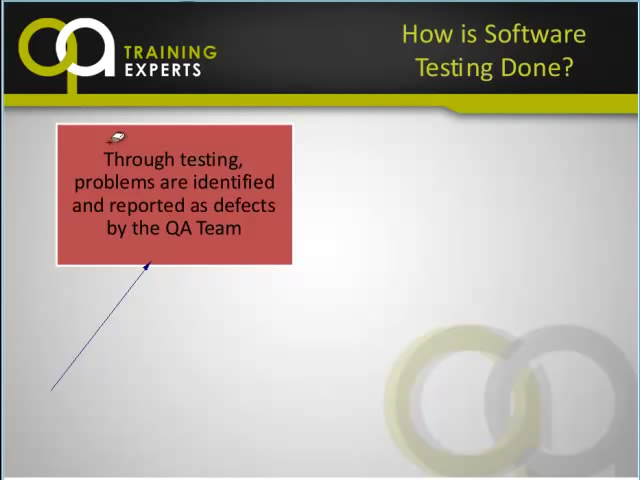 TRAINING
EXPERTS
How is Software
Testing Done?
Through testing,
problems are identified
and reported as defects
by the QA Team